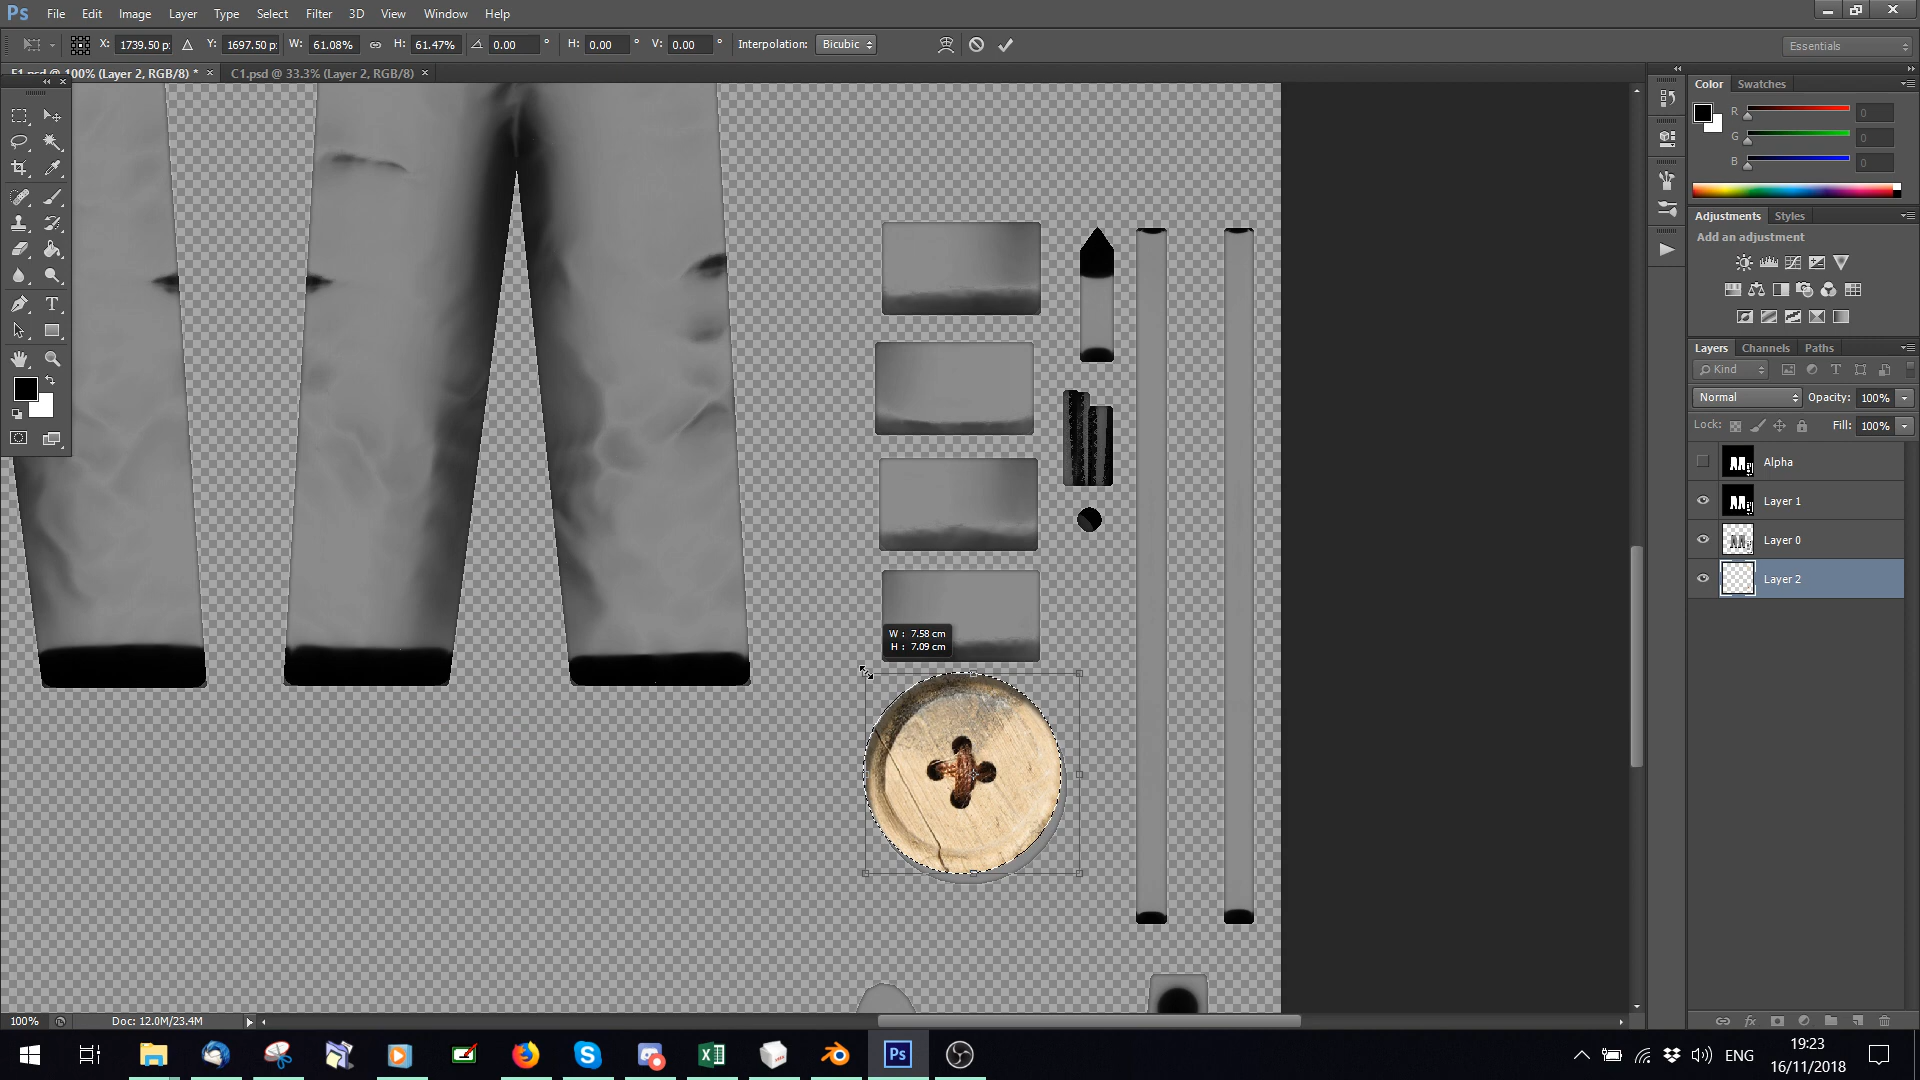 Ps File Edit Image Layer Type Select Filter 3D View Window Help
X: 1739.50 p: Y: 1697.50 p: W: 61.08% H: 61.47% 0.00 ° H: 0.00 ° V: 0.00 ° Interpolation: Bicubic Essentials
F1.psd @ 100% (Layer 2, RGB/8) * × C1.psd @ 33.3% (Layer 2, RGB/8) ×
Color Swatches
R 0
G 0
B 0
Adjustments Styles
Add an adjustment
Layers Channels Paths
Kind
Normal Opacity: 100%
Lock: Fill: 100%
Alpha
Layer 1
Layer 0
Layer 2
W : 7.58 cm
H : 7.09 cm
100% Doc: 12.0M/23.4M
Ps
ENG
19:23
16/11/2018